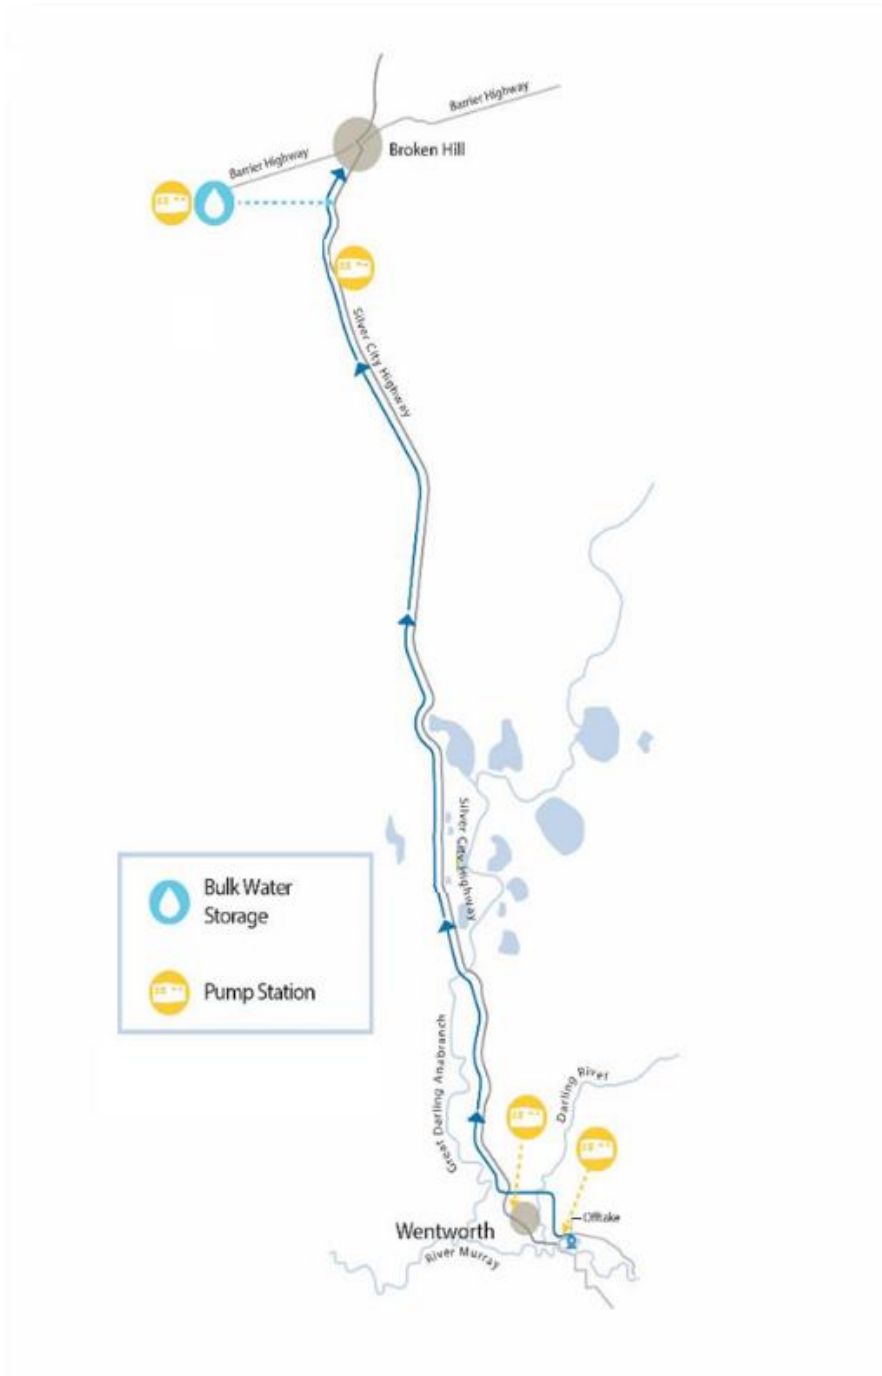 Barrier Highway
Broken Hill
Barrier Highway
Silver City Highway
Silver City Highway
Bulk Water
Storage
Pump Station
Great Darling Anabranch
Darling River
Offtake
Wentworth
River Murray